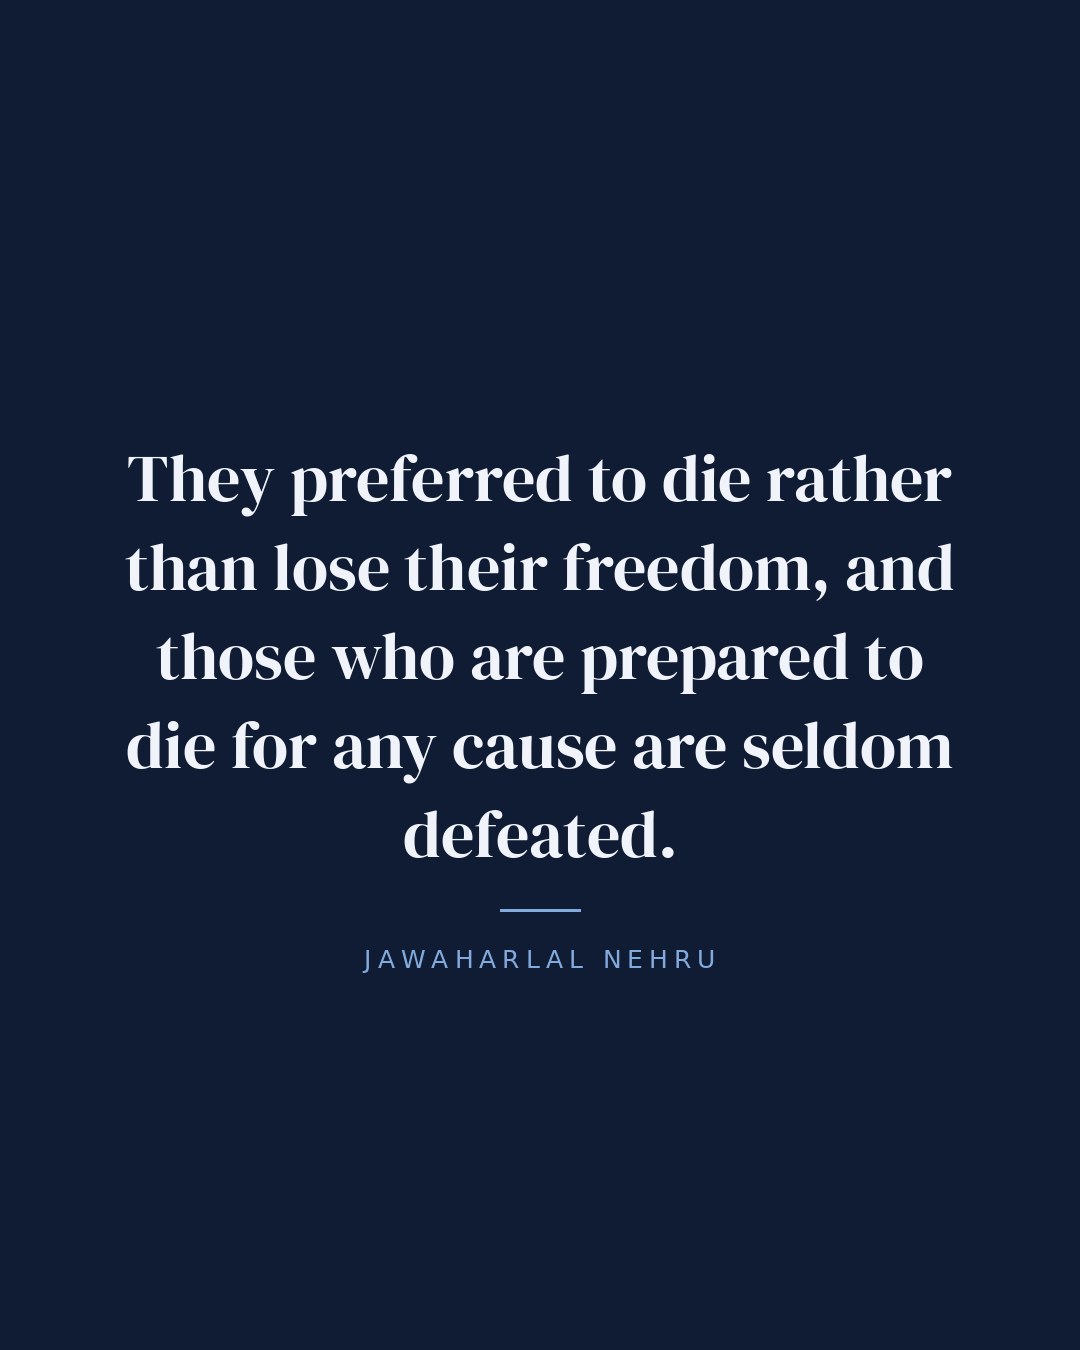 They preferred to die rather
than lose their freedom, and
those who are prepared to
die for any cause are seldom
defeated.
JAWAHARLAL NEHRU